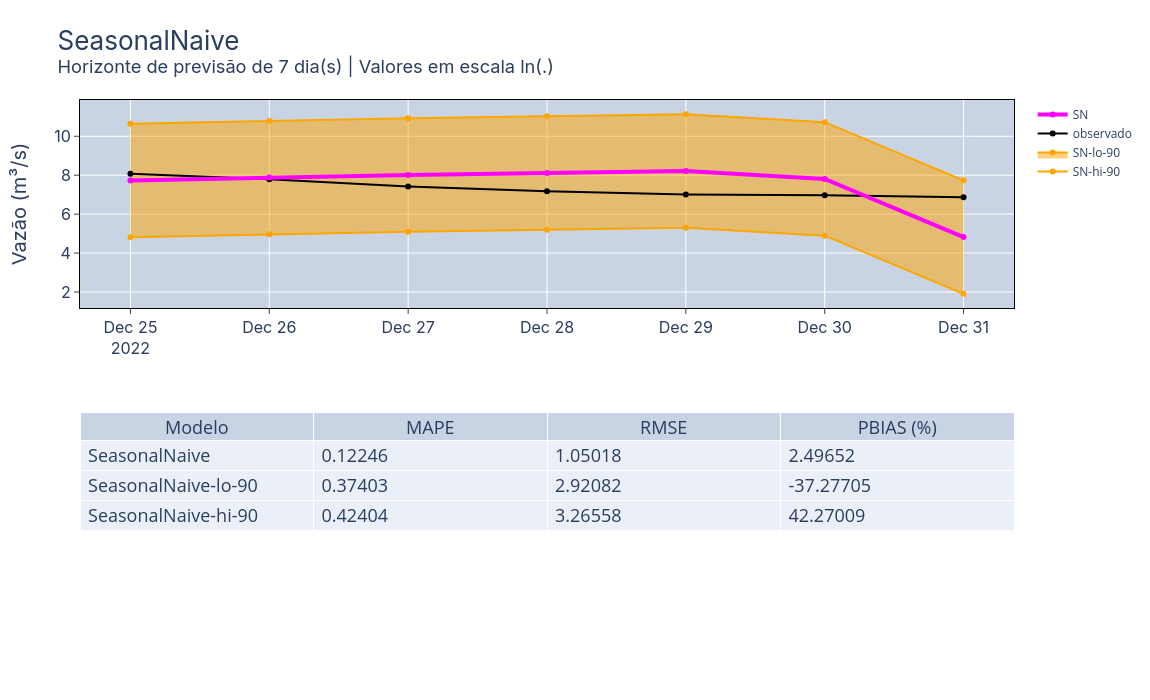 SeasonalNaive
Horizonte de previsão de 7 dia(s) | Valores em escala ln(.)
Vazão (m³/s)
10
8
6
4
2
Dec 25 Dec 26 Dec 27 Dec 28 Dec 29 Dec 30 Dec 31
2022
SN
observado
SN-lo-90
SN-hi-90
Modelo MAPE RMSE PBIAS (%)
SeasonalNaive 0.12246 1.05018 2.49652
SeasonalNaive-lo-90 0.37403 2.92082 -37.27705
SeasonalNaive-hi-90 0.42404 3.26558 42.27009